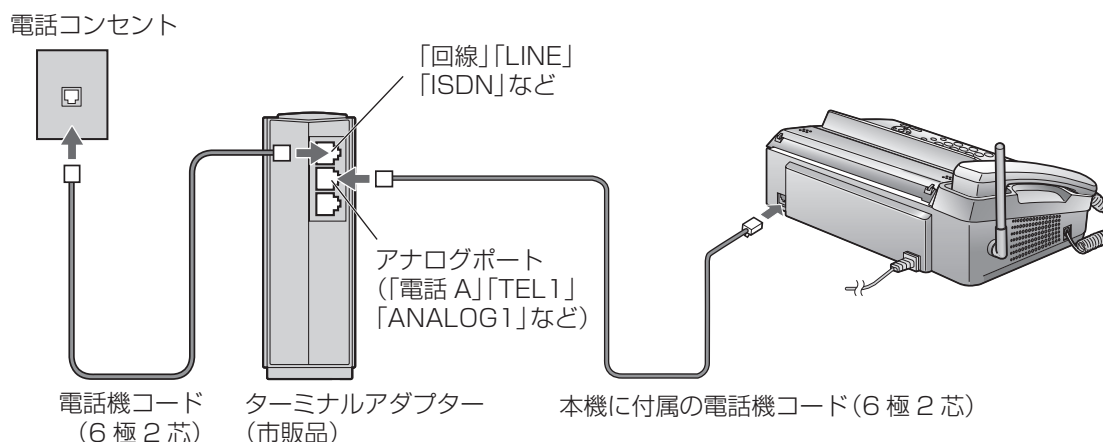 電話コンセント
「回線」「LINE」
「ISDN」など
アナログポート
(「電話 A」「TEL1」
「ANALOG1」など)
電話機コード
(6 極 2 芯)
ターミナルアダプター
(市販品)
本機に付属の電話機コード(6 極 2 芯)